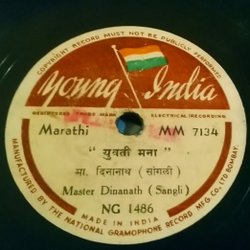 COPYRIGHT RECORD MUST NOT BE PUBLICLY PERFORMED.
Young India
REGISTERED TRADE MARK
ELECTRICAL RECORDING
Marathi MM 7134
" युवती मना "
मा. दिनानाथ (सांगली)
Master Dinanath (Sangli)
NG 1486
MADE IN INDIA
MANUFACTURED BY THE NATIONAL GRAMOPHONE RECORD MFG. CO. LTD BOMBAY.